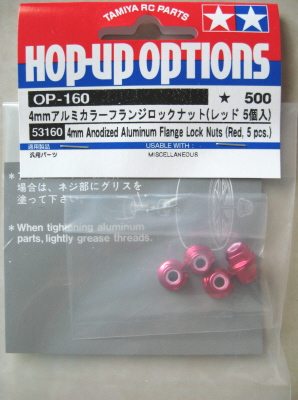 TAMIYA RC PARTS
HOP-UP OPTIONS
OP-160 ★ 500
4mmアルミカラーフランジロックナット(レッド 5個入)
53160 4mm Anodized Aluminum Flange Lock Nuts (Red, 5 pcs.)
適用製品 USABLE WITH:
汎用パーツ MISCELLANEOUS
場合は、ネジ部にグリスを
塗って下さい。
* When tightening aluminum
parts, lightly grease threads.